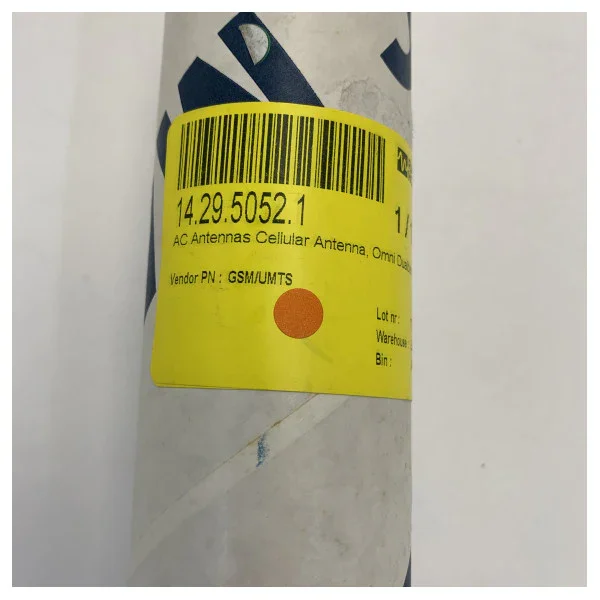 14.29.5052.1
1/
AC Antennas Cellular Antenna, Omni
Vendor PN : GSM/UMTS
Lot nr :
Warehouse :
Bin :